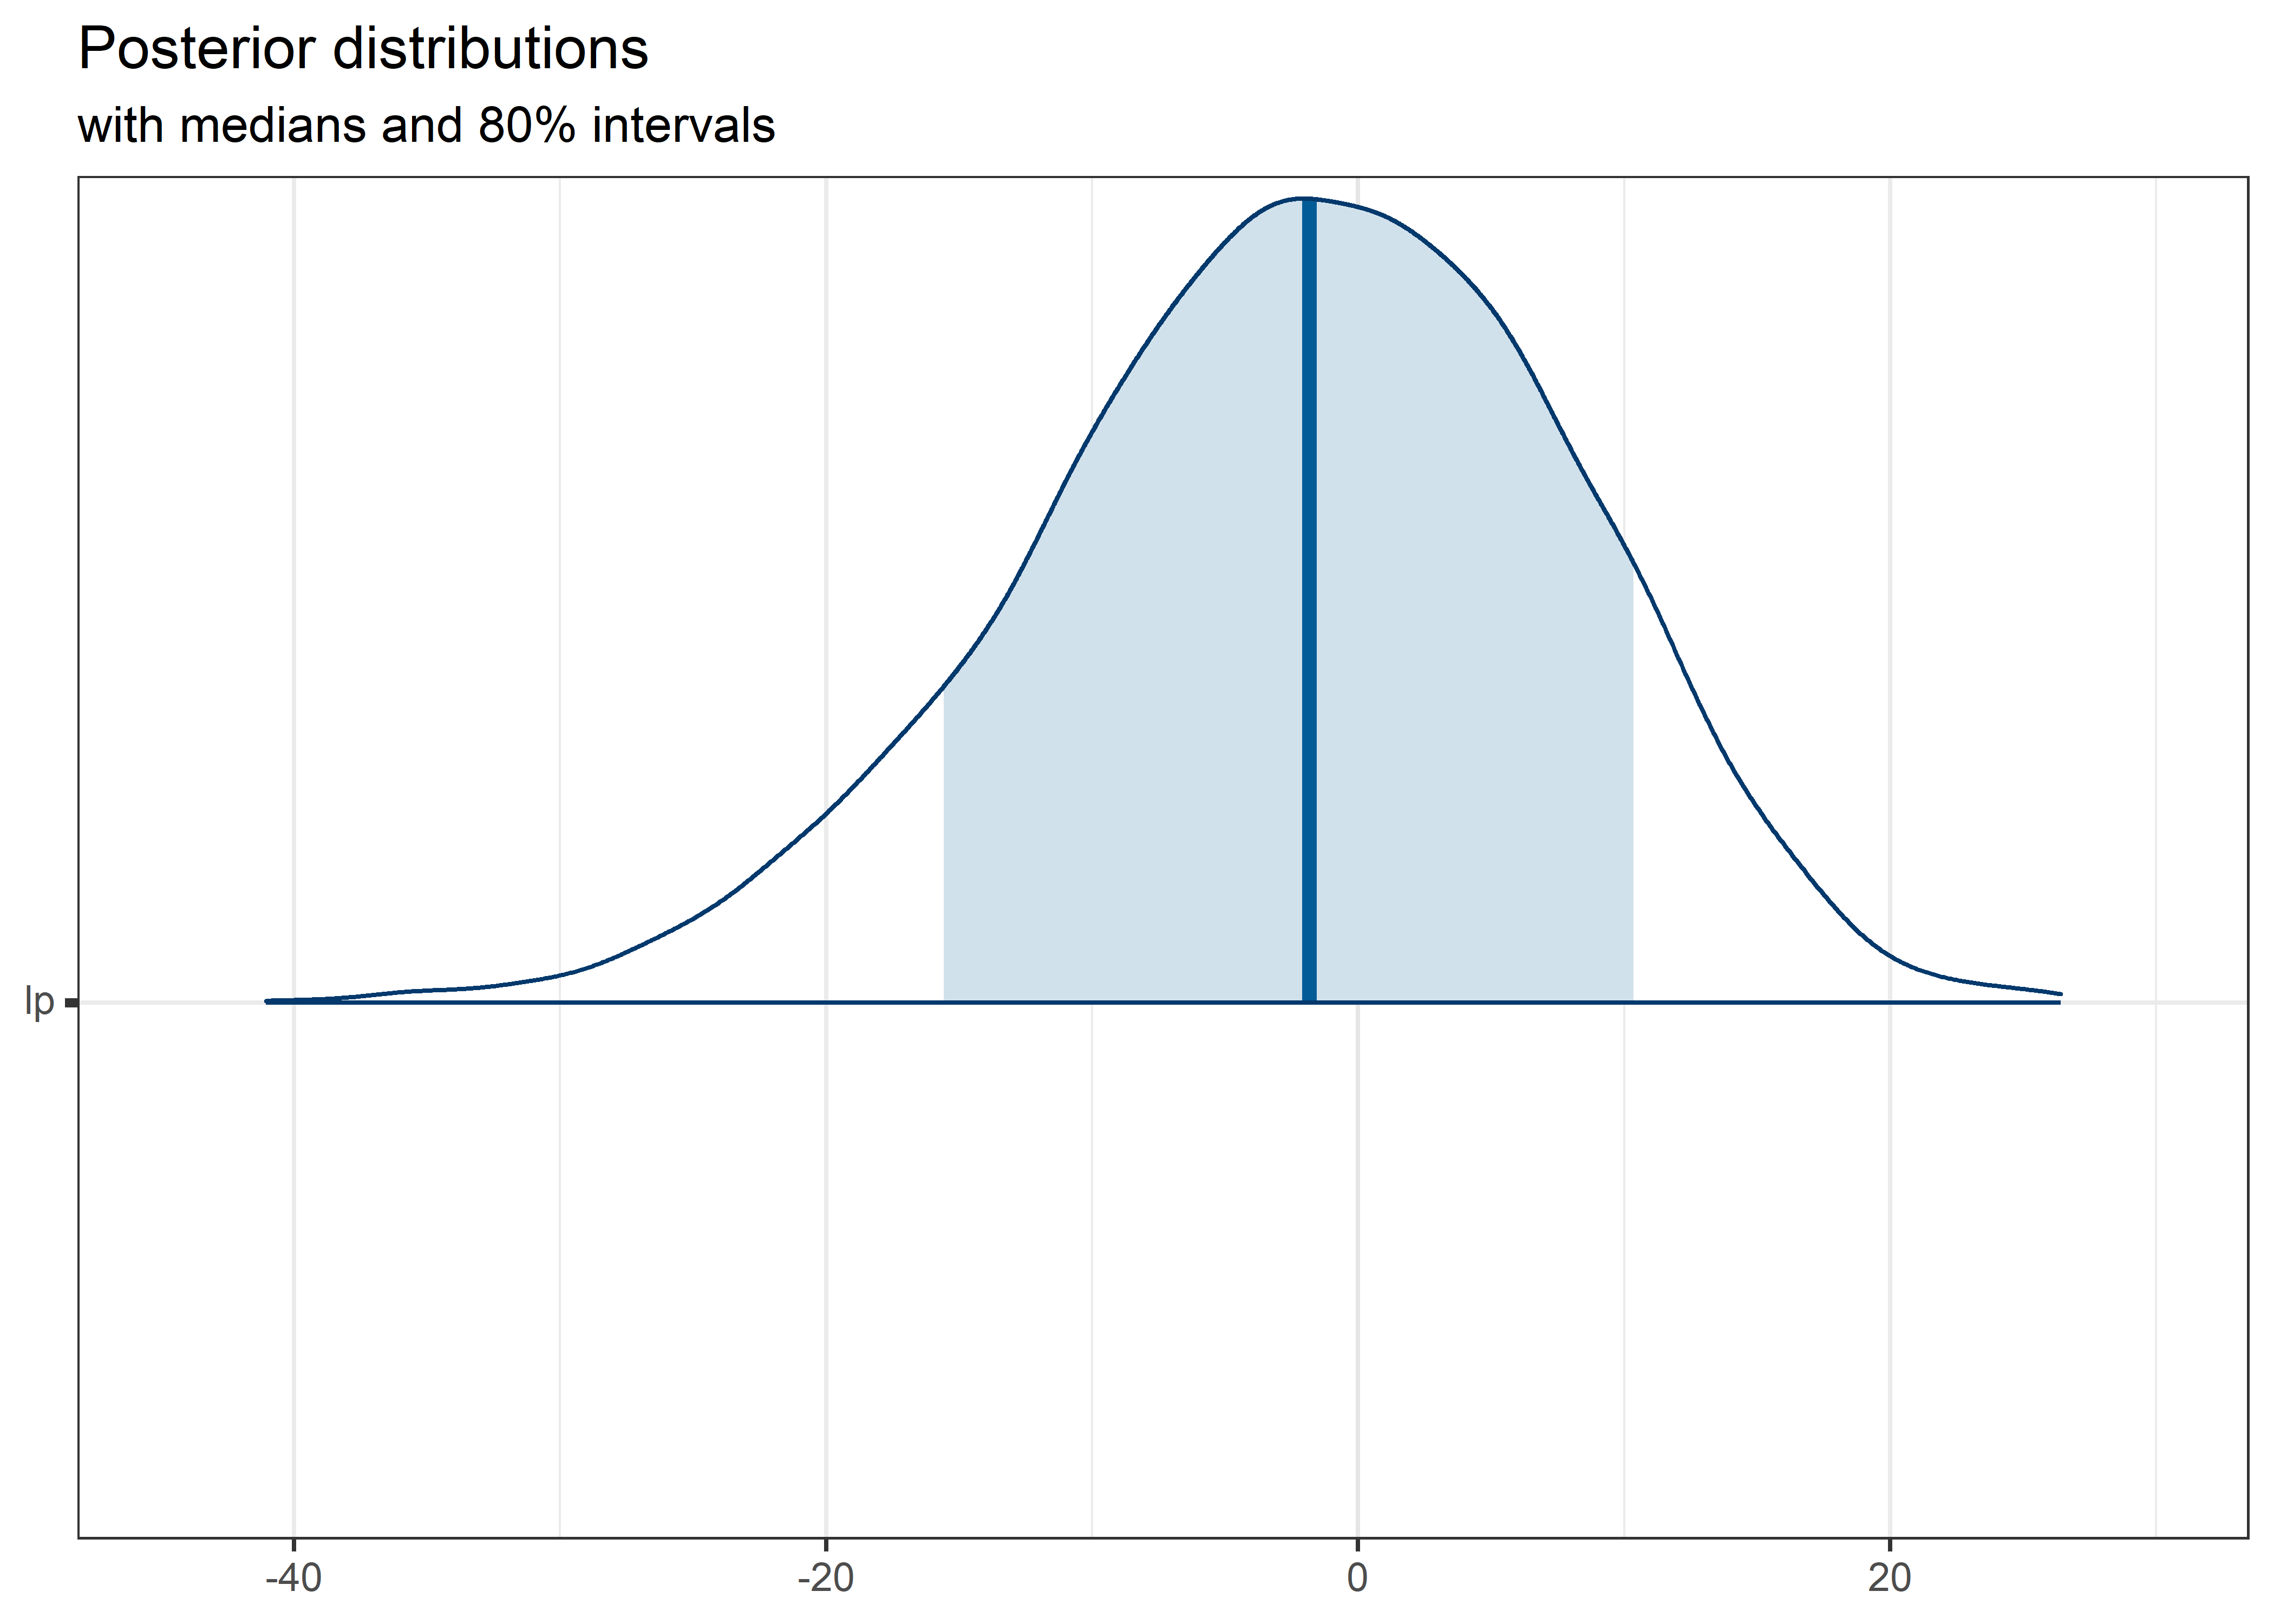 Posterior distributions
with medians and 80% intervals
lp
-40 -20 0 20